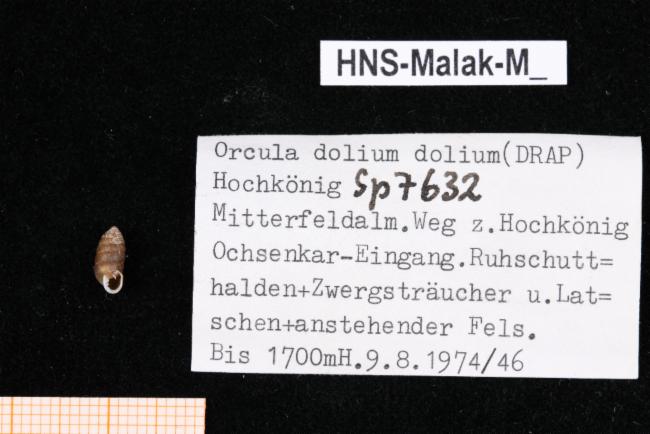 HNS-Malak-M_
Orcula dolium dolium(DRAP)
Hochkönig Sp7632
Mitterfeldalm.Weg z.Hochkönig
Ochsenkar-Eingang.Ruhschutt=
halden+Zwergsträucher u.Lat=
schen+anstehender Fels.
Bis 1700mH.9.8.1974/46